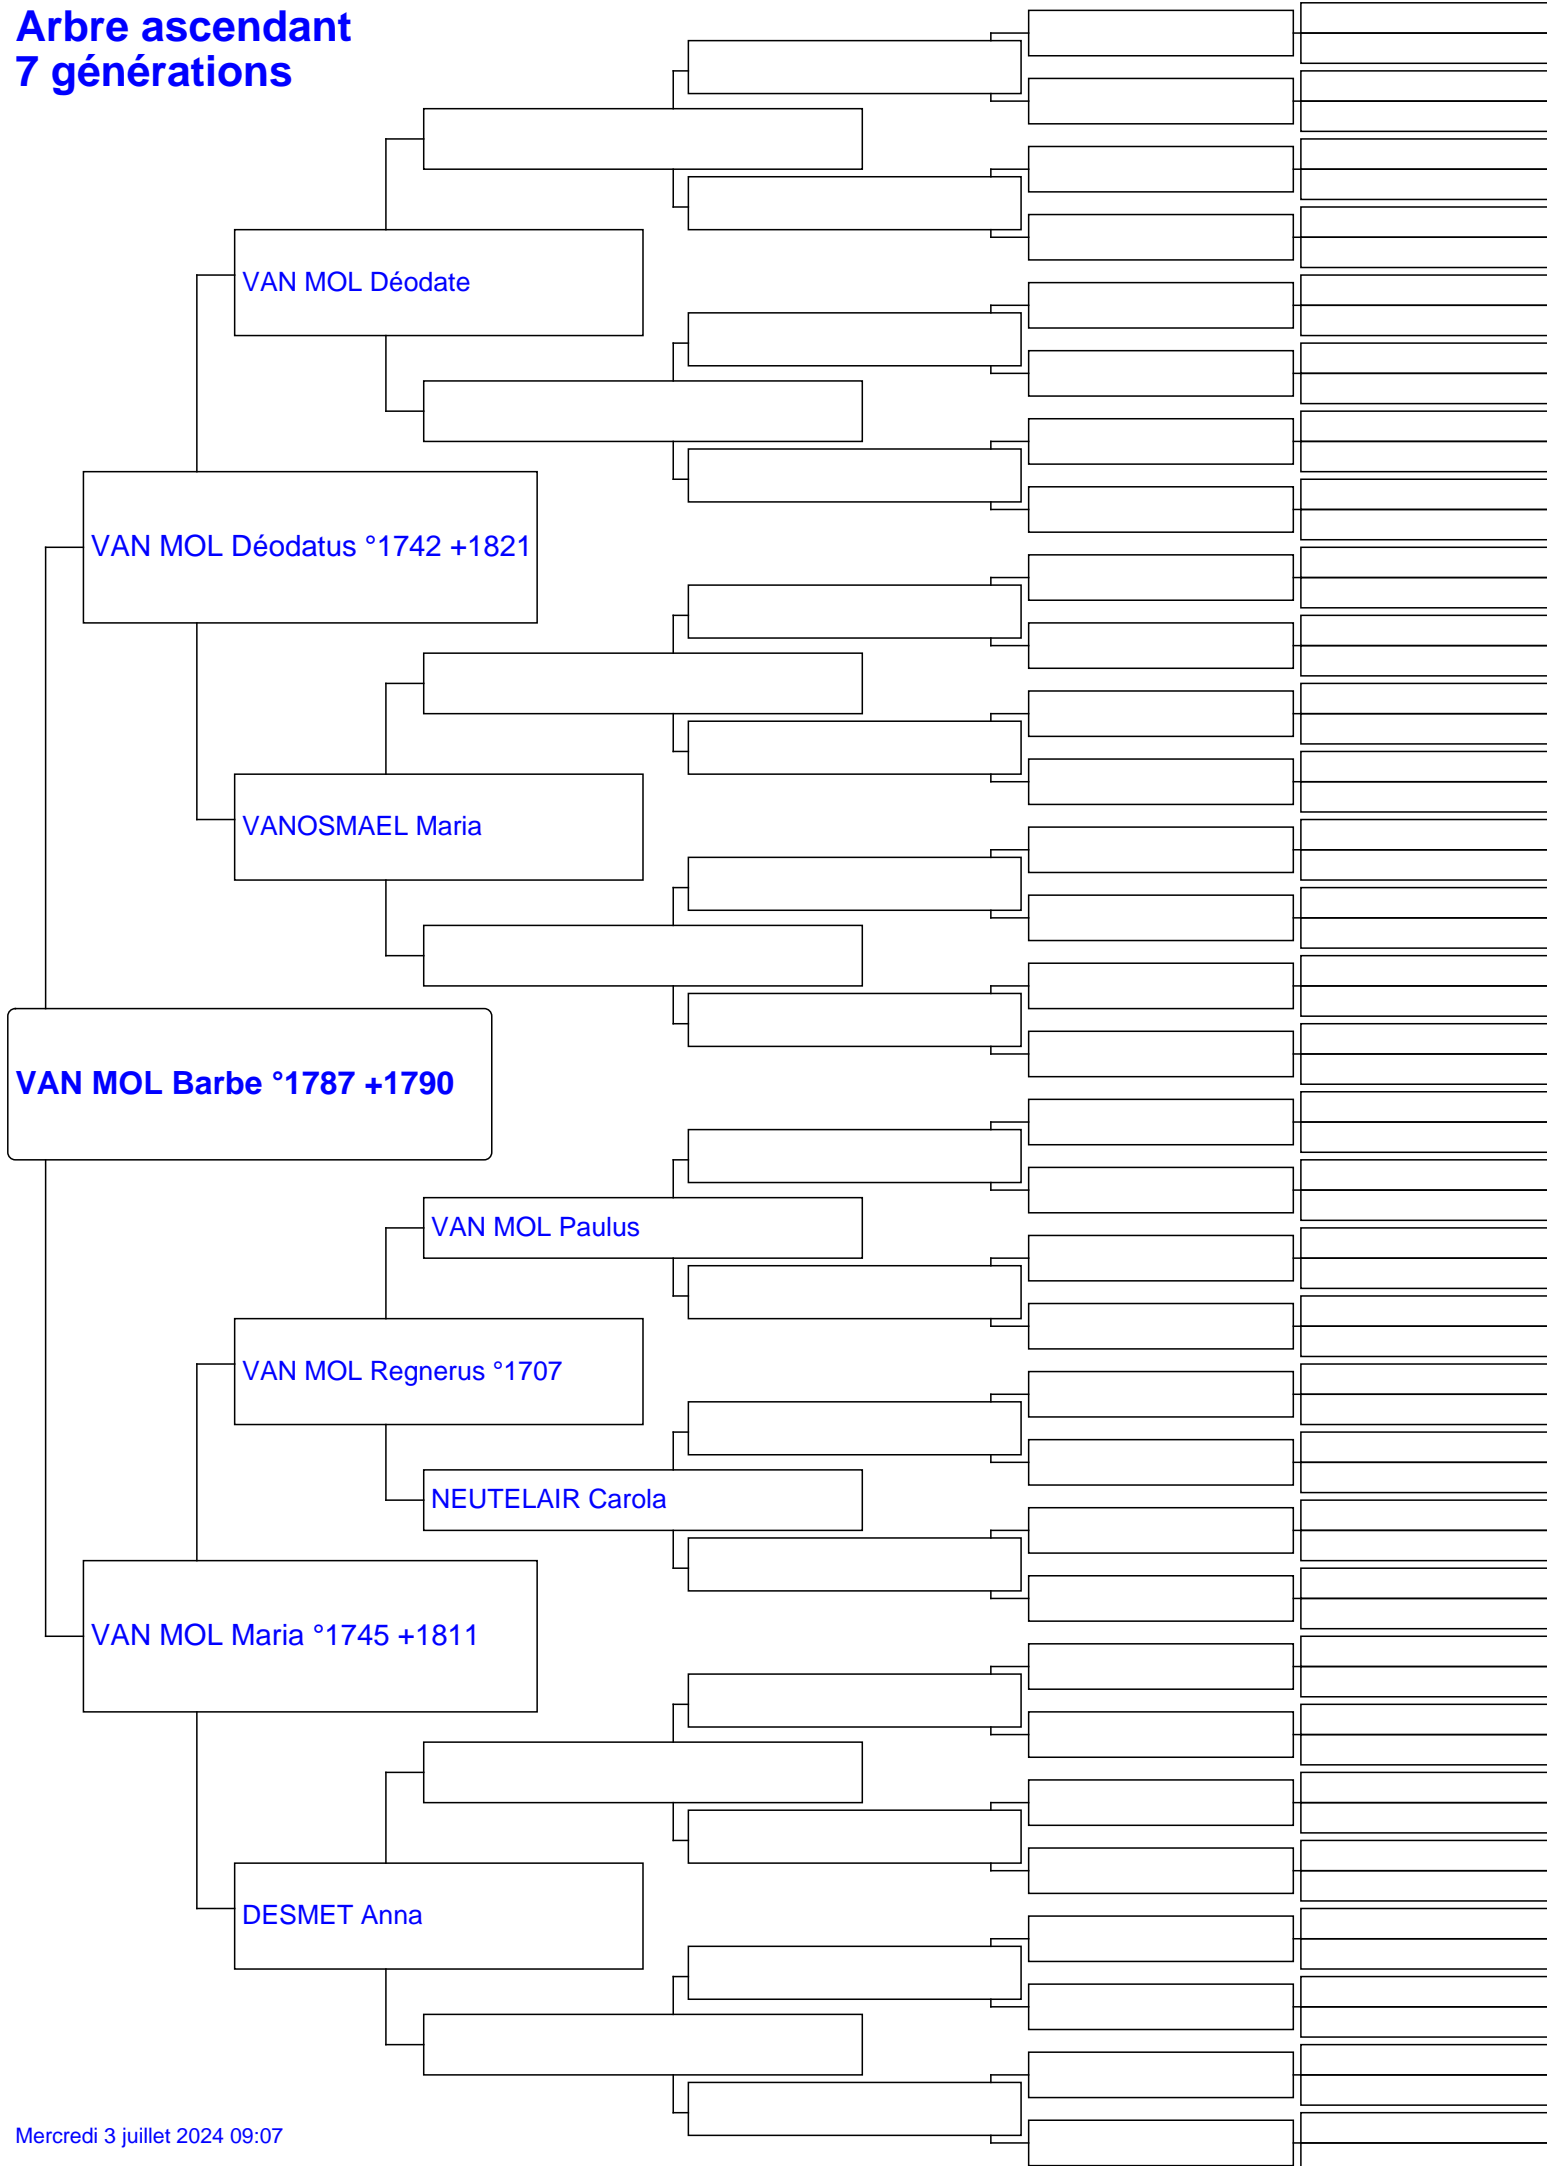 Arbre ascendant
7 générations
VAN MOL Déodate
VAN MOL Déodatus °1742 +1821
VANOSMAEL Maria
VAN MOL Barbe °1787 +1790
VAN MOL Paulus
VAN MOL Regnerus °1707
NEUTELAIR Carola
VAN MOL Maria °1745 +1811
DESMET Anna
Mercredi 3 juillet 2024 09:07